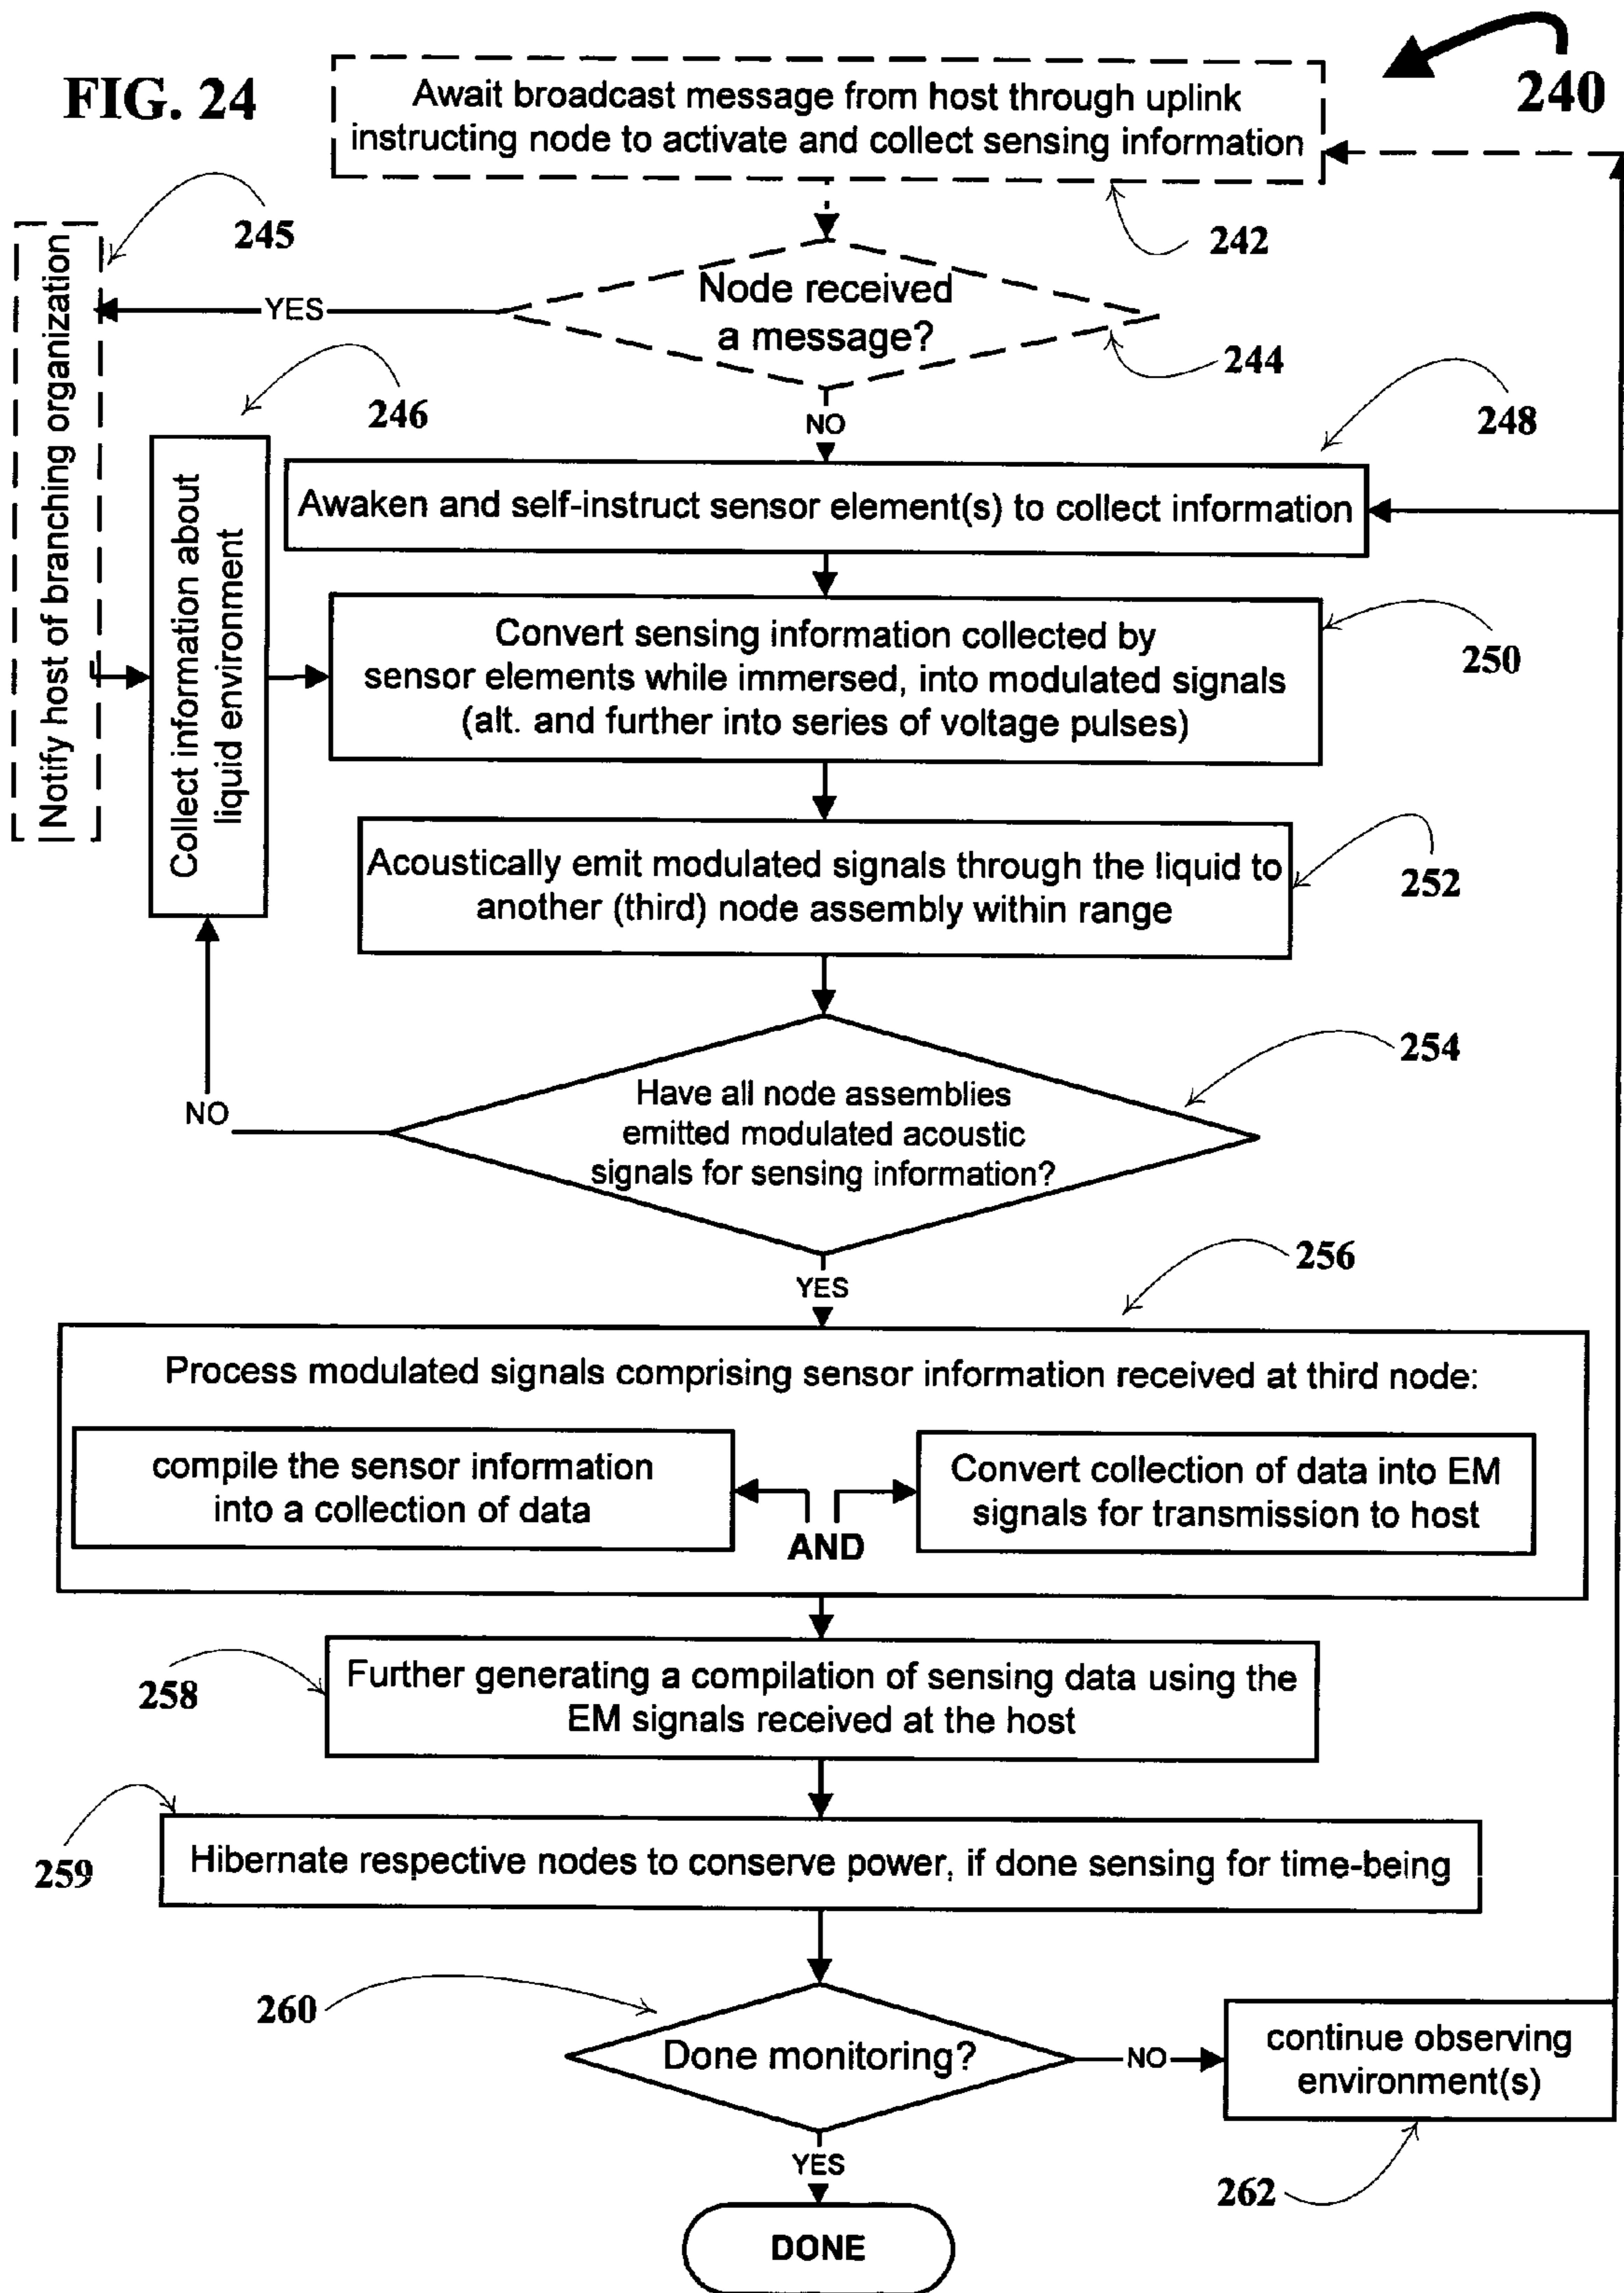 FIG. 24
240
Await broadcast message from host through uplink
instructing node to activate and collect sensing information
242
245
Notify host of branching organization
YES
Node received
a message?
244
NO
246
248
Collect information about
liquid environment
Awaken and self-instruct sensor element(s) to collect information
Convert sensing information collected by
sensor elements while immersed, into modulated signals
(alt. and further into series of voltage pulses)
250
Acoustically emit modulated signals through the liquid to
another (third) node assembly within range
252
254
Have all node assemblies
emitted modulated acoustic
signals for sensing information?
NO
YES
256
Process modulated signals comprising sensor information received at third node:
compile the sensor information
into a collection of data
AND
Convert collection of data into EM
signals for transmission to host
258
Further generating a compilation of sensing data using the
EM signals received at the host
259
Hibernate respective nodes to conserve power, if done sensing for time-being
260
Done monitoring?
NO
continue observing
environment(s)
262
YES
DONE